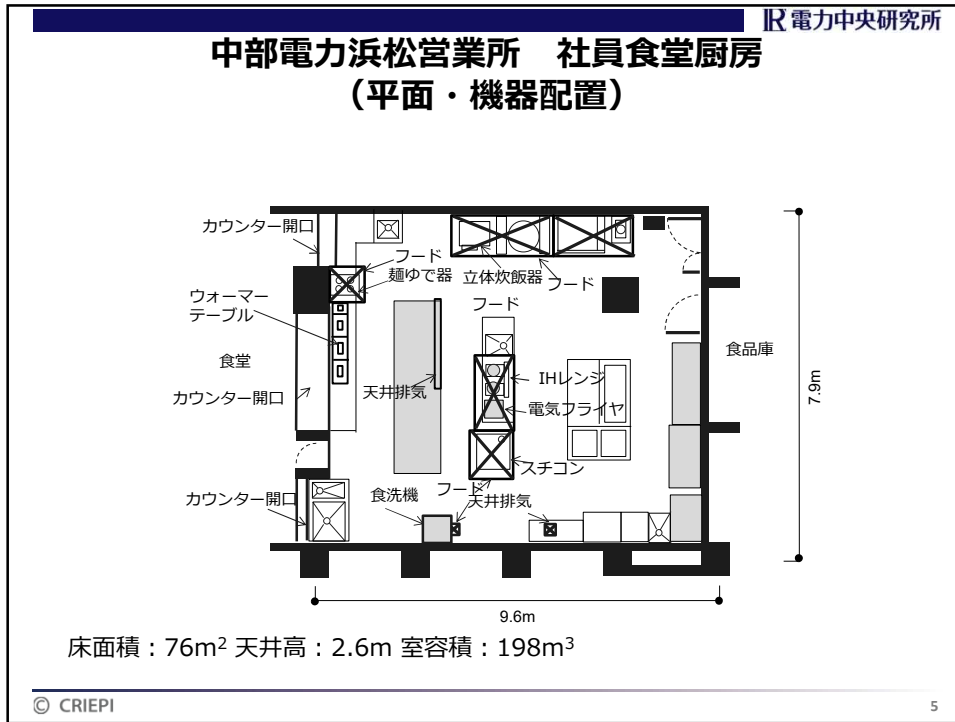 電力中央研究所
中部電力浜松営業所 社員食堂厨房
（平面・機器配置）
カウンター開口
フード
麺ゆで器
立体炊飯器
フード
ウォーマー
テーブル
フード
食堂
食品庫
天井排気
IHレンジ
カウンター開口
電気フライヤ
7.9m
スチコン
フード
食洗機
天井排気
カウンター開口
9.6m
床面積：76m² 天井高：2.6m 室容積：198m³
© CRIEPI
5